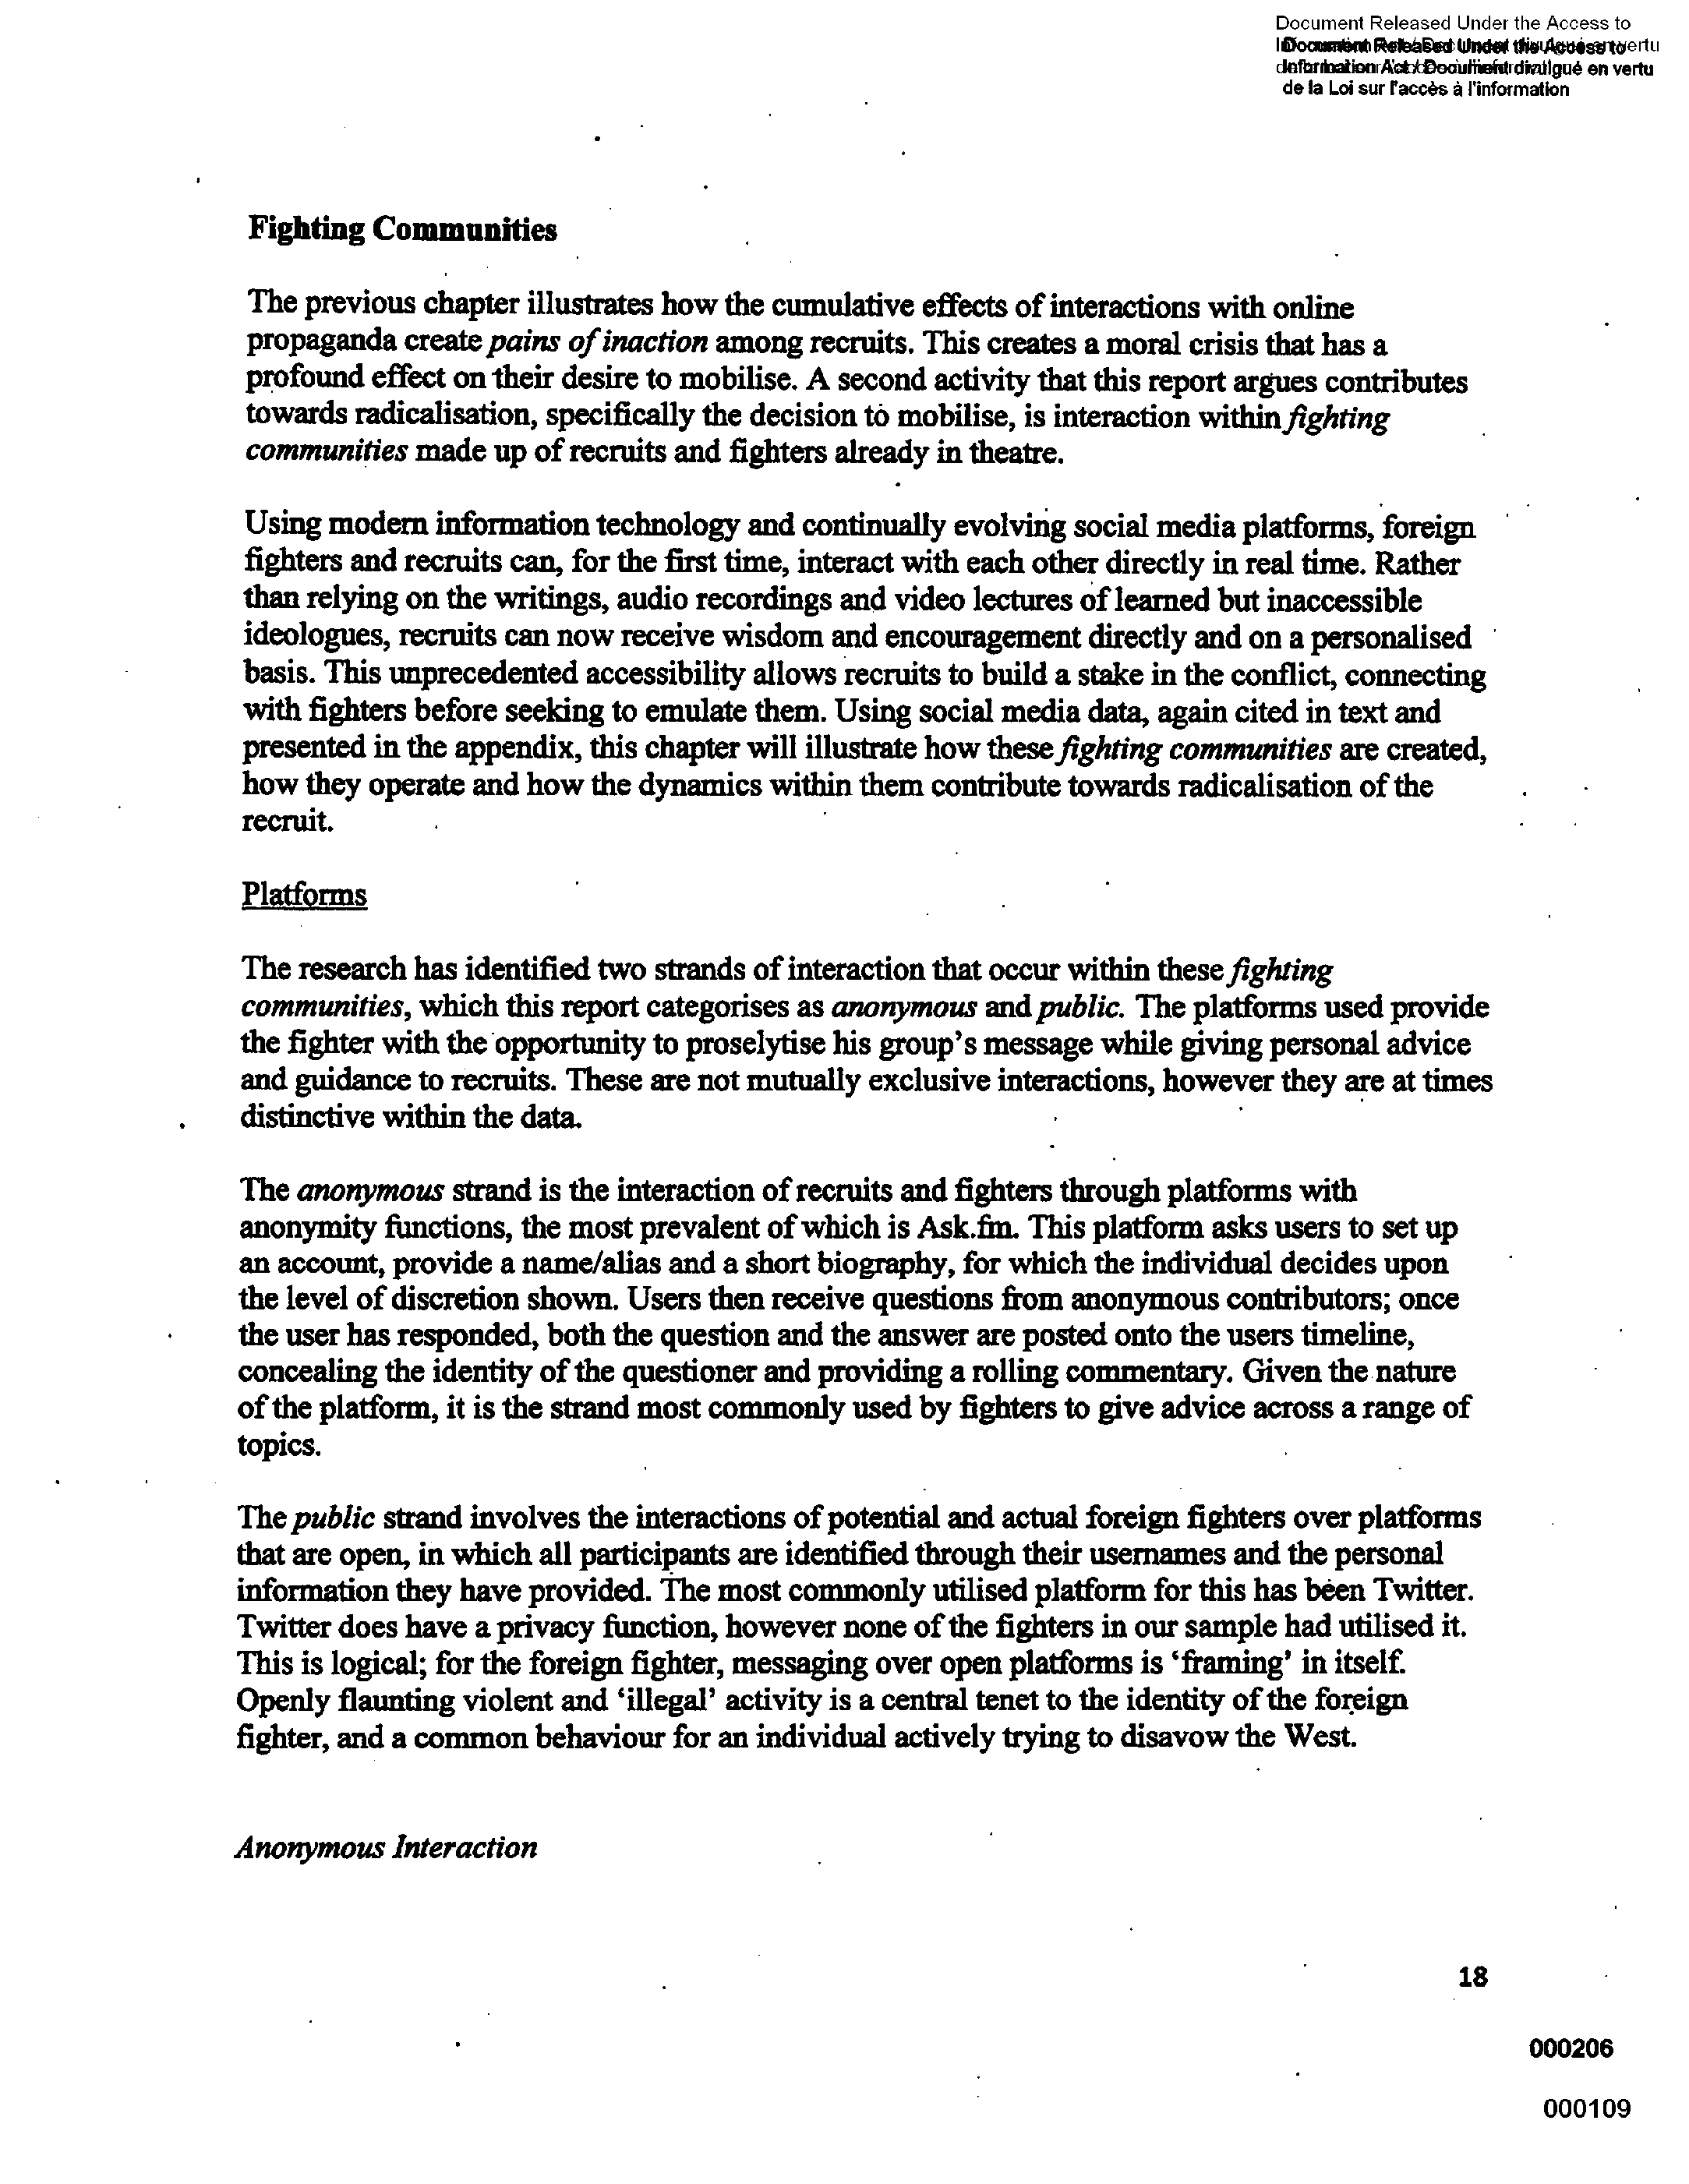 Document Released Under the Access to
Document Released Under the Access to
Information Act / Document divulgué en vertu
de la Loi sur l'accès à l'information
Fighting Communities
The previous chapter illustrates how the cumulative effects of interactions with online
propaganda create pains of inaction among recruits. This creates a moral crisis that has a
profound effect on their desire to mobilise. A second activity that this report argues contributes
towards radicalisation, specifically the decision to mobilise, is interaction within fighting
communities made up of recruits and fighters already in theatre.
Using modern information technology and continually evolving social media platforms, foreign
fighters and recruits can, for the first time, interact with each other directly in real time. Rather
than relying on the writings, audio recordings and video lectures of learned but inaccessible
ideologues, recruits can now receive wisdom and encouragement directly and on a personalised
basis. This unprecedented accessibility allows recruits to build a stake in the conflict, connecting
with fighters before seeking to emulate them. Using social media data, again cited in text and
presented in the appendix, this chapter will illustrate how these fighting communities are created,
how they operate and how the dynamics within them contribute towards radicalisation of the
recruit.
Platforms
The research has identified two strands of interaction that occur within these fighting
communities, which this report categorises as anonymous and public. The platforms used provide
the fighter with the opportunity to proselytise his group's message while giving personal advice
and guidance to recruits. These are not mutually exclusive interactions, however they are at times
distinctive within the data.
The anonymous strand is the interaction of recruits and fighters through platforms with
anonymity functions, the most prevalent of which is Ask.fm. This platform asks users to set up
an account, provide a name/alias and a short biography, for which the individual decides upon
the level of discretion shown. Users then receive questions from anonymous contributors; once
the user has responded, both the question and the answer are posted onto the users timeline,
concealing the identity of the questioner and providing a rolling commentary. Given the nature
of the platform, it is the strand most commonly used by fighters to give advice across a range of
topics.
The public strand involves the interactions of potential and actual foreign fighters over platforms
that are open, in which all participants are identified through their usernames and the personal
information they have provided. The most commonly utilised platform for this has been Twitter.
Twitter does have a privacy function, however none of the fighters in our sample had utilised it.
This is logical; for the foreign fighter, messaging over open platforms is 'framing' in itself.
Openly flaunting violent and 'illegal' activity is a central tenet to the identity of the foreign
fighter, and a common behaviour for an individual actively trying to disavow the West.
Anonymous Interaction
18
000206
000109